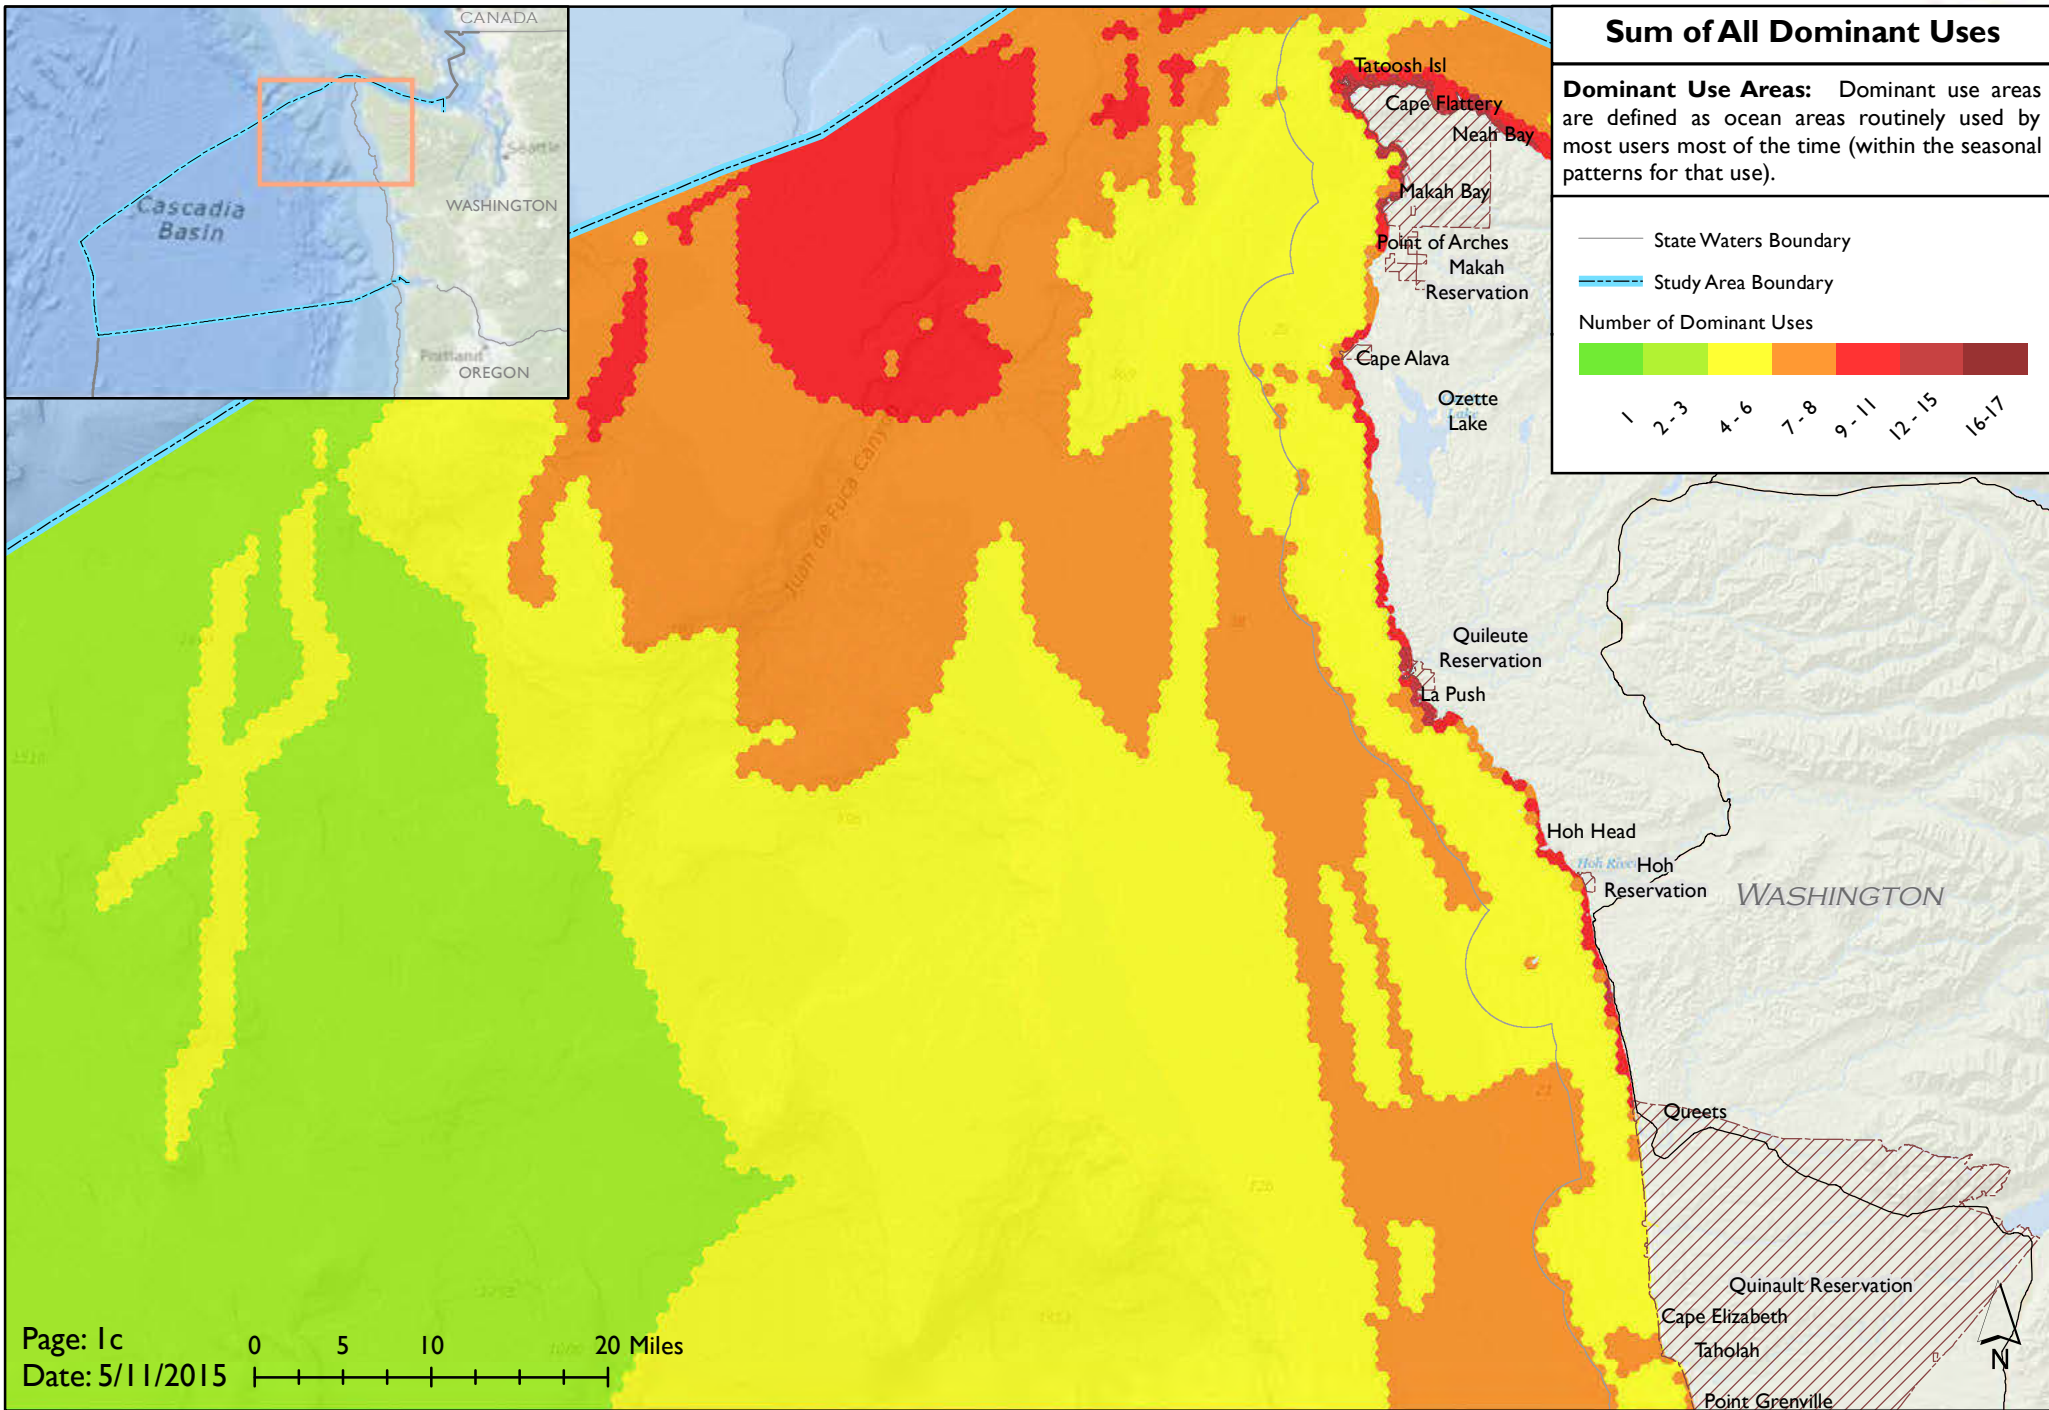 CANADA
Seattle
WASHINGTON
Cascadia
Basin
Portland
OREGON
Sum of All Dominant Uses
Dominant Use Areas: Dominant use areas
are defined as ocean areas routinely used by
most users most of the time (within the seasonal
patterns for that use).
State Waters Boundary
Study Area Boundary
Number of Dominant Uses
1
2 - 3
4 - 6
7 - 8
9 - 11
12 - 15
16-17
Tatoosh Isl
Cape Flattery
Neah Bay
Makah Bay
Point of Arches
Makah
Reservation
Cape Alava
Ozette
Lake
Juan de Fuca Canyon
Quileute
Reservation
La Push
Hoh Head
Hoh River
Hoh
Reservation
WASHINGTON
Queets
Quinault Reservation
Cape Elizabeth
Taholah
Point Grenville
N
Page: 1c
Date: 5/11/2015
0 5 10 20 Miles